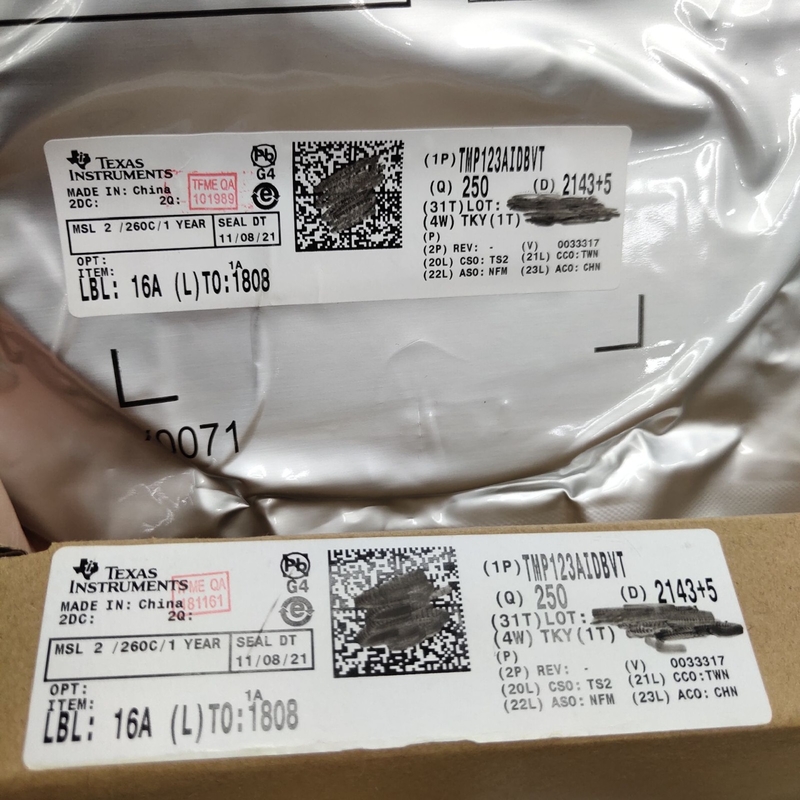 TEXAS
INSTRUMENTS
MADE IN: China
2DC: 2Q:
TFME QA
101989
Pb
G4
e
MSL 2 /260C/1 YEAR
SEAL DT
11/08/21
OPT:
ITEM:
LBL: 16A (L)TO:1808
1A
(1P)TMP123AIDBVT
(Q) 250 (D) 2143+5
(31T)LOT:
(4W) TKY(1T)
(P)
(2P) REV: - (V) 0033317
(20L) CSO: TS2 (21L) CCO:TWN
(22L) ASO: NFM (23L) ACO: CHN
0071
TEXAS
INSTRUMENTS
MADE IN: China
2DC: 2Q:
QA
181161
Pb
G4
e
MSL 2 /260C/1 YEAR
SEAL DT
11/08/21
OPT:
ITEM:
LBL: 16A (L)TO:1808
1A
(1P)TMP123AIDBVT
(Q) 250 (D) 2143+5
(31T)LOT:
(4W) TKY(1T)
(P)
(2P) REV: - (V) 0033317
(20L) CSO: TS2 (21L) CCO:TWN
(22L) ASO: NFM (23L) ACO: CHN